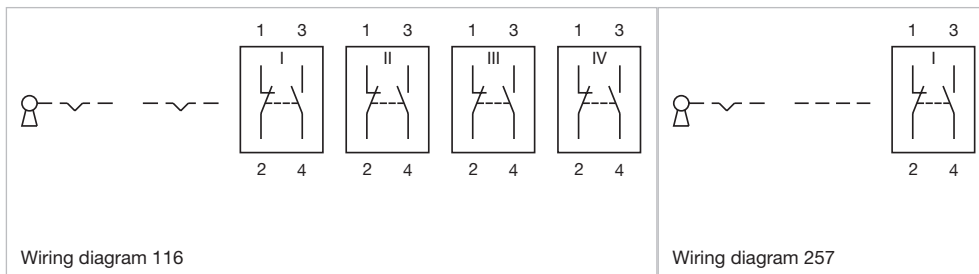 1 3 1 3 1 3 1 3 1 3
I II III IV I
2 4 2 4 2 4 2 4 2 4
Wiring diagram 116
Wiring diagram 257